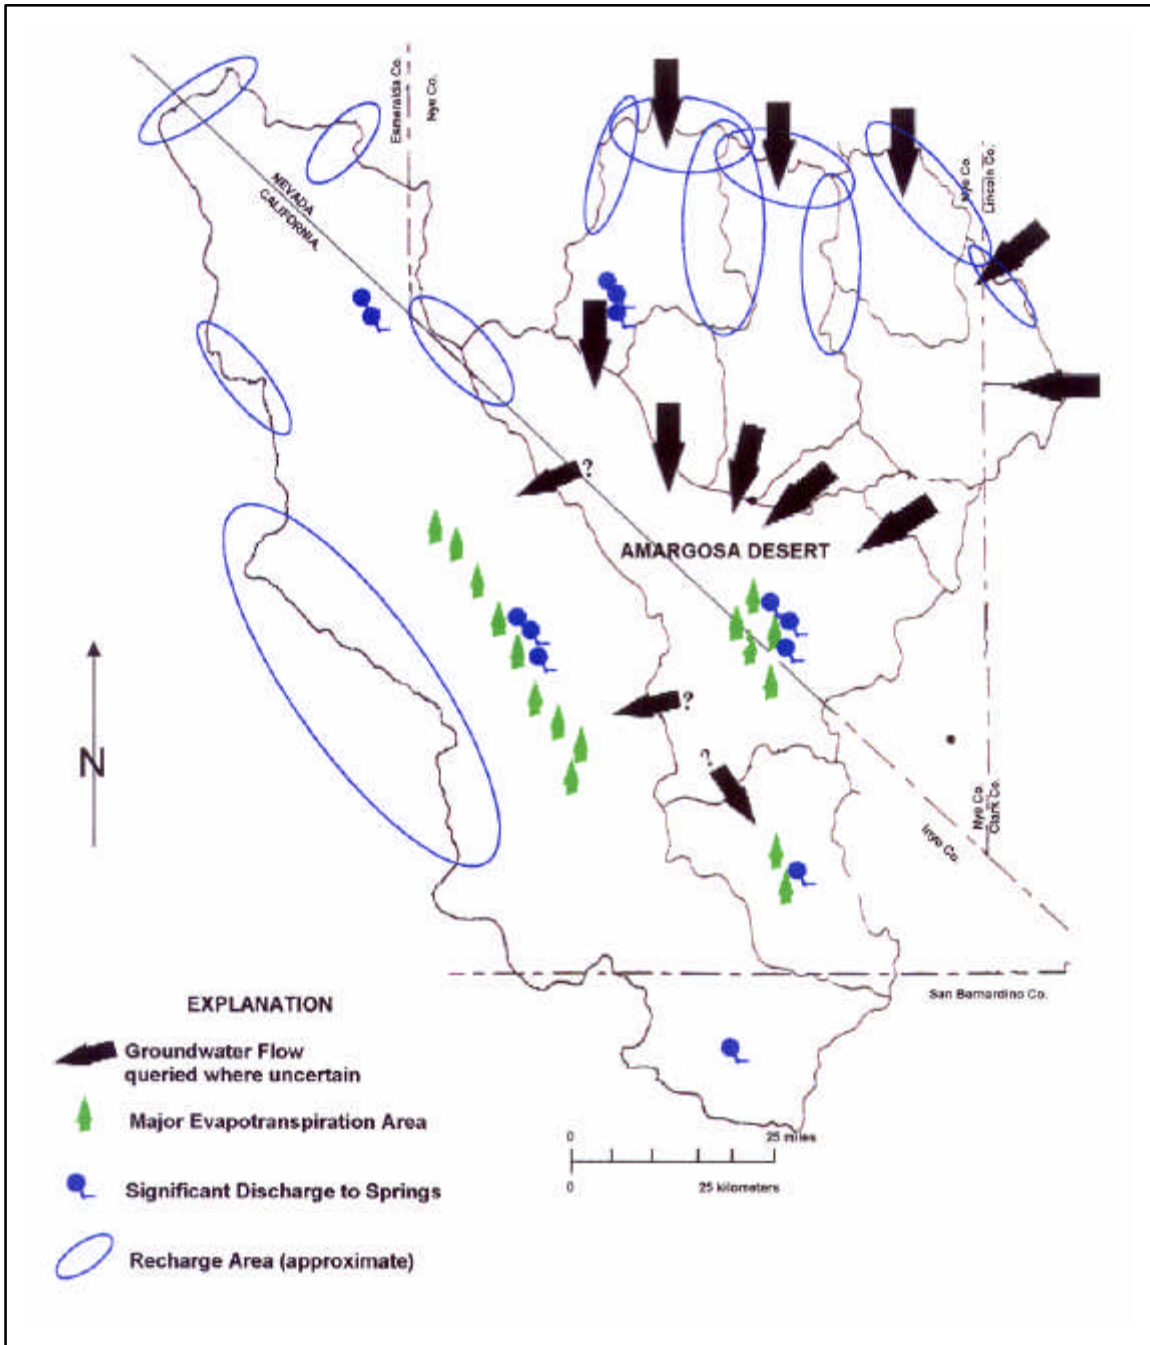 Esmeralda Co.
Nye Co.
Nye Co.
Lincoln Co.
NEVADA
CALIFORNIA
?
AMARGOSA DESERT
?
?
N
Nye Co.
Clark Co.
Inyo Co.
San Bernardino Co.
EXPLANATION
Groundwater Flow
queried where uncertain
Major Evapotranspiration Area
Significant Discharge to Springs
Recharge Area (approximate)
0 25 miles
0 25 kilometers